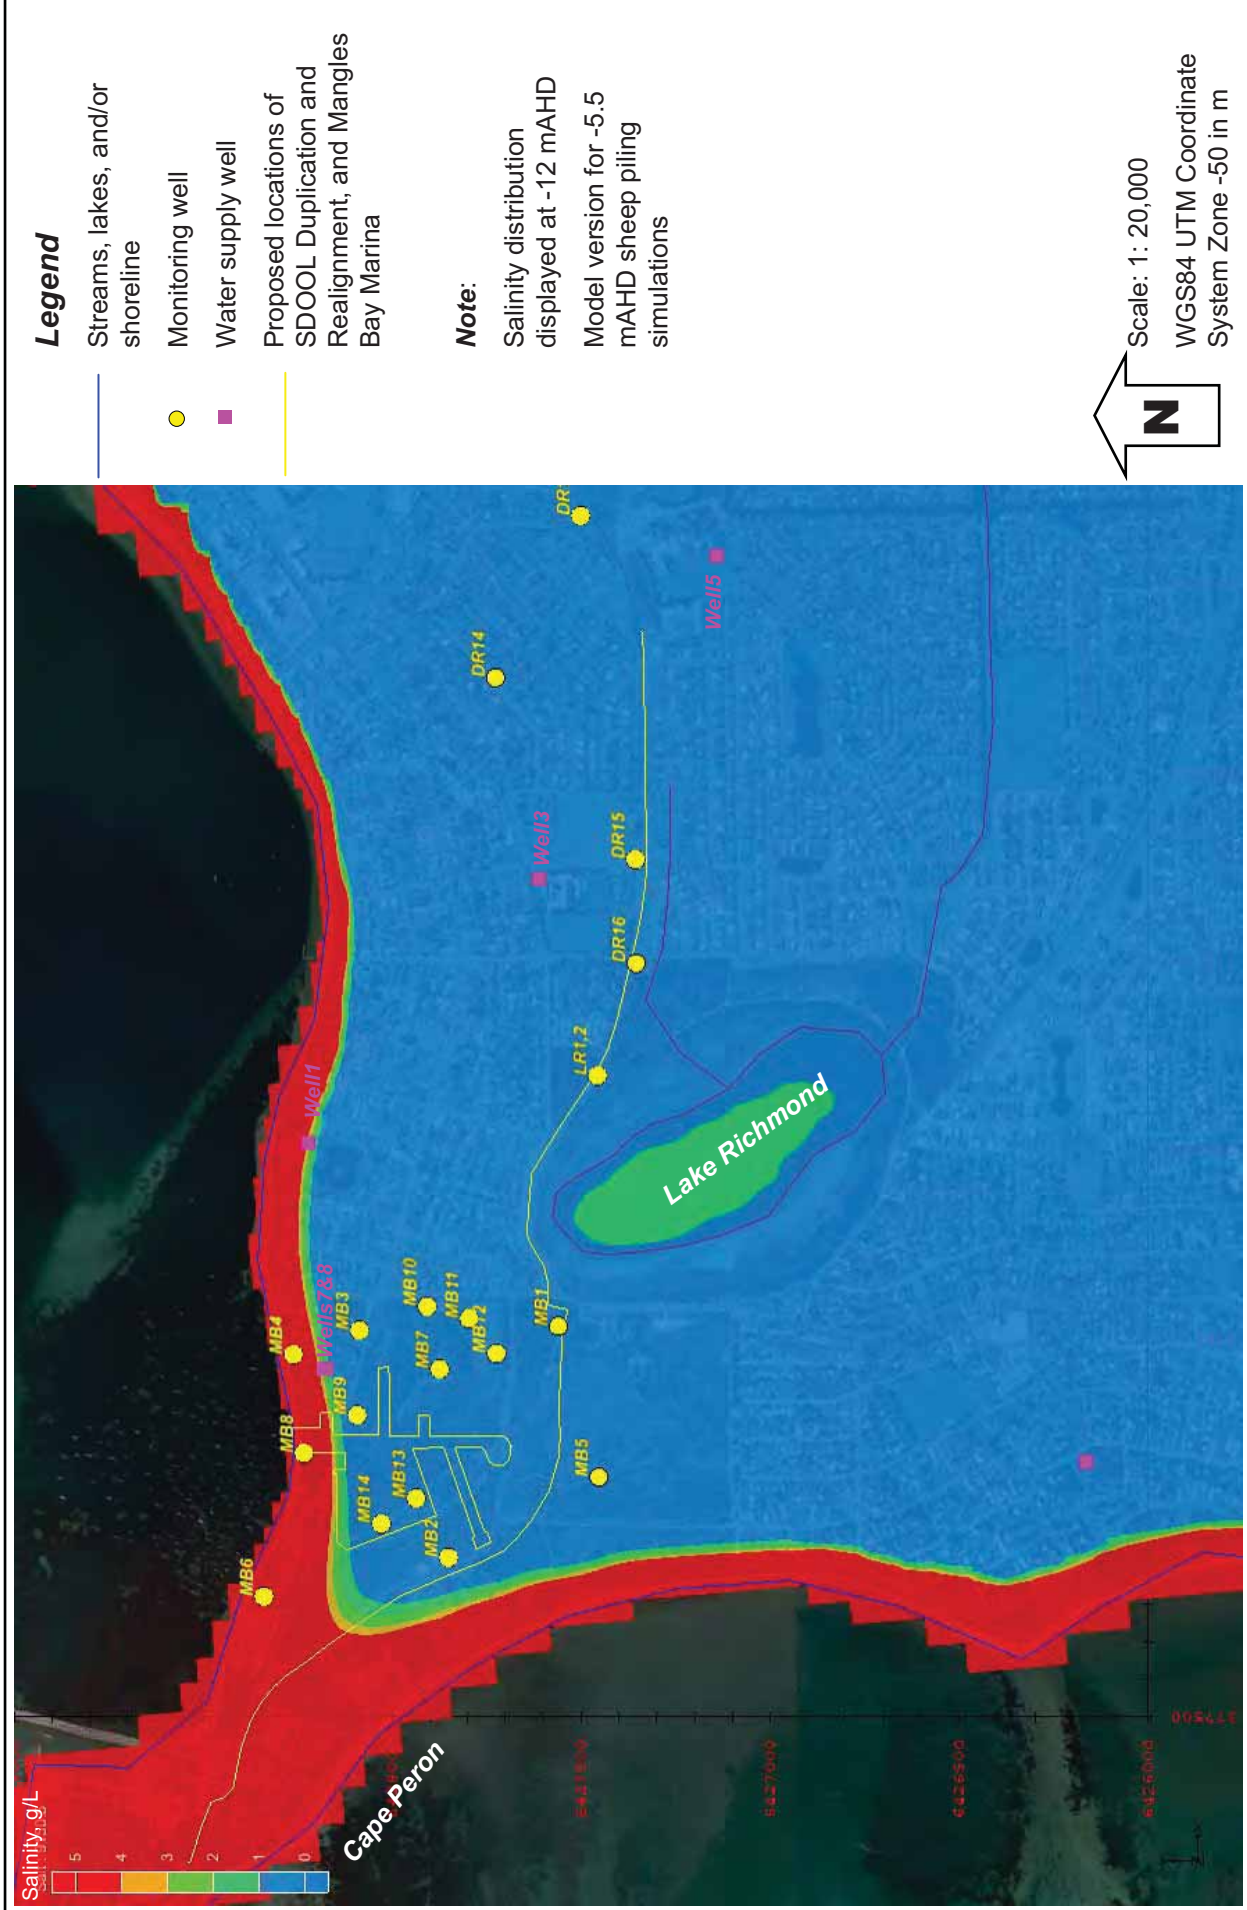 Legend
Streams, lakes, and/or
shoreline
Monitoring well
Water supply well
Proposed locations of
SDOOL Duplication and
Realignment, and Mangles
Bay Marina
Note:
Salinity distribution
displayed at -12 mAHD
Model version for -5.5
mAHD sheep piling
simulations
Scale: 1: 20,000
WGS84 UTM Coordinate
System Zone -50 in m
N
Salinity, g/L
5
4
3
2
1
0
Cape Peron
Lake Richmond
MB6
MB8
MB4
Wells7&8
Well1
MB14
MB9
MB3
MB13
MB2
MB7
MB10
MB11
MB12
MB5
MB1
LR1,2
DR16
DR15
Well3
DR14
Well5
6427000
6426500
6426000